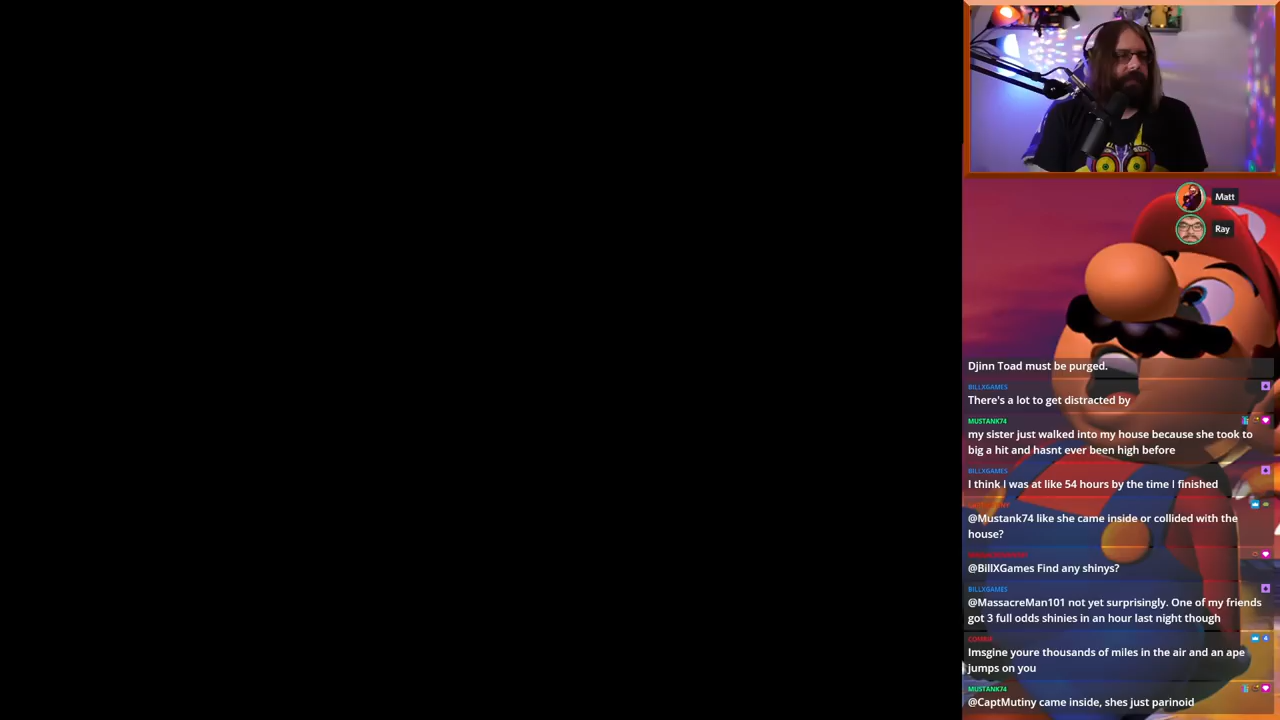 Matt
Ray
Djinn Toad must be purged.
BILLXGAMES
There's a lot to get distracted by
MUSTANK74
my sister just walked into my house because she took to
big a hit and hasnt ever been high before
BILLXGAMES
I think I was at like 54 hours by the time I finished
@Mustank74 like she came inside or collided with the
house?
@BillXGames Find any shinys?
BILLXGAMES
@MassacreMan101 not yet surprisingly. One of my friends
got 3 full odds shinies in an hour last night though
Imsgine youre thousands of miles in the air and an ape
jumps on you
MUSTANK74
@CaptMutiny came inside, shes just parinoid